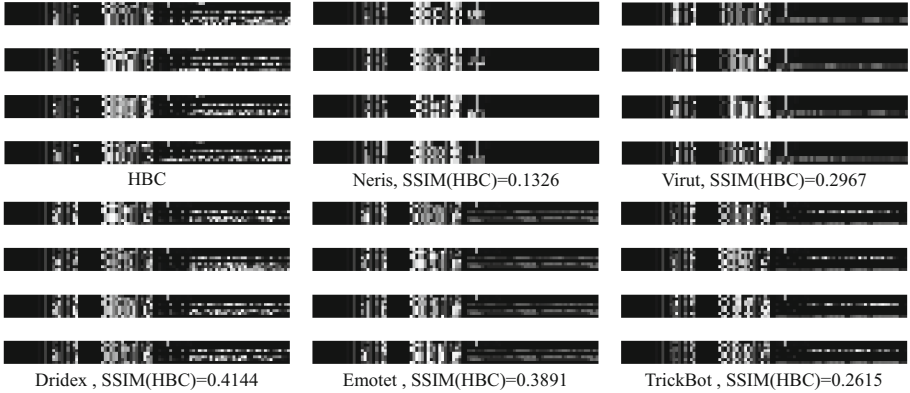 HBC
Neris, SSIM(HBC)=0.1326
Virut, SSIM(HBC)=0.2967
Dridex , SSIM(HBC)=0.4144
Emotet , SSIM(HBC)=0.3891
TrickBot , SSIM(HBC)=0.2615